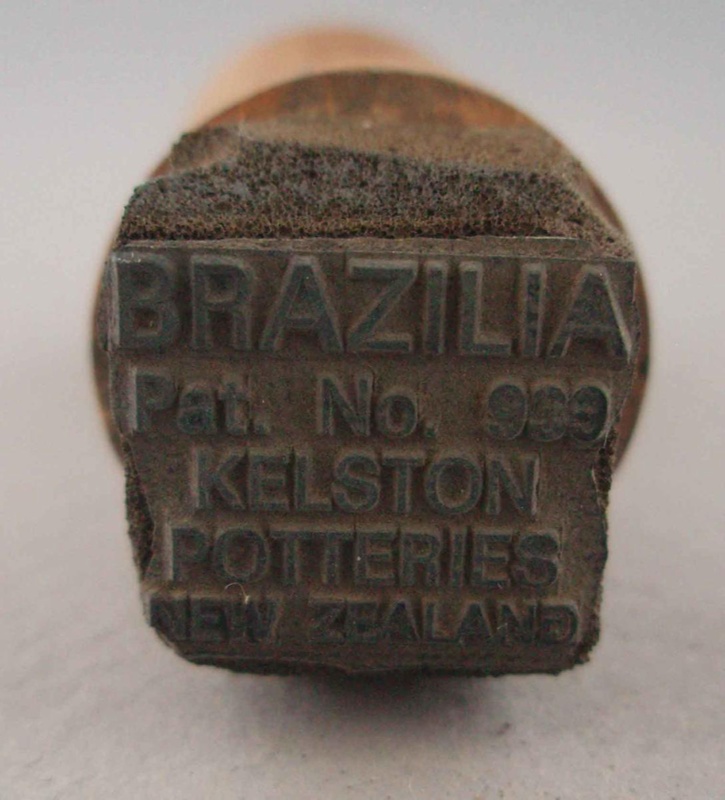 BRAZILIA
Pat. No. 939
KELSTON
POTTERIES
NEW ZEALAND